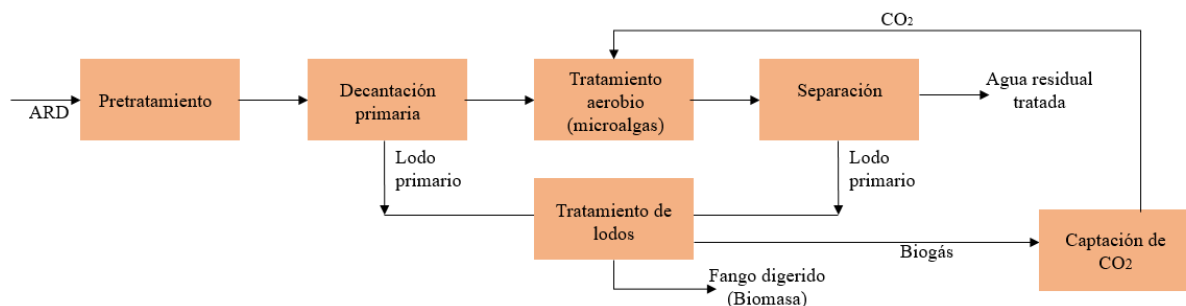 CO₂
ARD
Pretratamiento
Decantación
primaria
Tratamiento
aerobio
(microalgas)
Separación
Agua residual
tratada
Lodo
primario
Lodo
primario
Tratamiento de
lodos
Biogás
Captación de
CO₂
Fango digerido
(Biomasa)